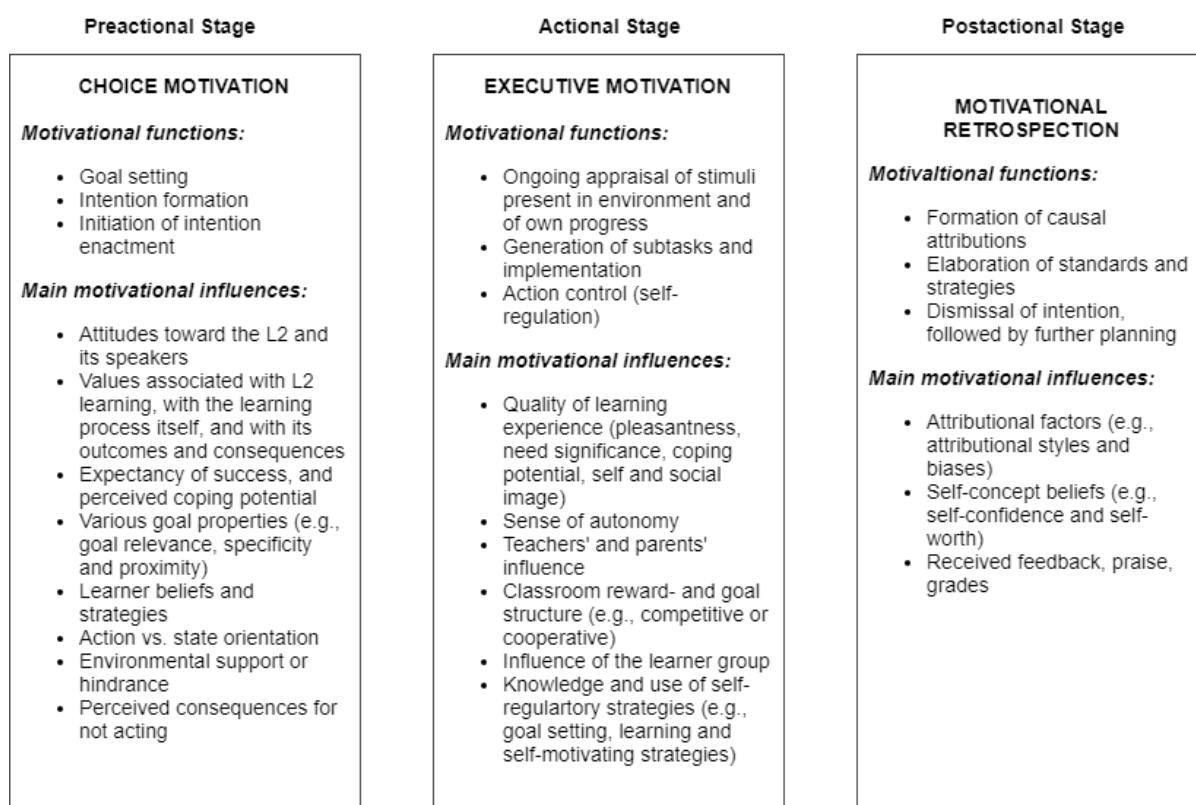 Preactional Stage
CHOICE MOTIVATION
Motivational functions:
• Goal setting
• Intention formation
• Initiation of intention
enactment
Main motivational influences:
• Attitudes toward the L2 and
its speakers
• Values associated with L2
learning, with the learning
process itself, and with its
outcomes and consequences
• Expectancy of success, and
perceived coping potential
• Various goal properties (e.g.,
goal relevance, specificity
and proximity)
• Learner beliefs and
strategies
• Action vs. state orientation
• Environmental support or
hindrance
• Perceived consequences for
not acting
Actional Stage
EXECUTIVE MOTIVATION
Motivational functions:
• Ongoing appraisal of stimuli
present in environment and
of own progress
• Generation of subtasks and
implementation
• Action control (self-
regulation)
Main motivational influences:
• Quality of learning
experience (pleasantness,
need significance, coping
potential, self and social
image)
• Sense of autonomy
• Teachers' and parents'
influence
• Classroom reward- and goal
structure (e.g., competitive or
cooperative)
• Influence of the learner group
• Knowledge and use of self-
regulartory strategies (e.g.,
goal setting, learning and
self-motivating strategies)
Postactional Stage
MOTIVATIONAL
RETROSPECTION
Motivaltional functions:
• Formation of causal
attributions
• Elaboration of standards and
strategies
• Dismissal of intention,
followed by further planning
Main motivational influences:
• Attributional factors (e.g.,
attributional styles and
biases)
• Self-concept beliefs (e.g.,
self-confidence and self-
worth)
• Received feedback, praise,
grades